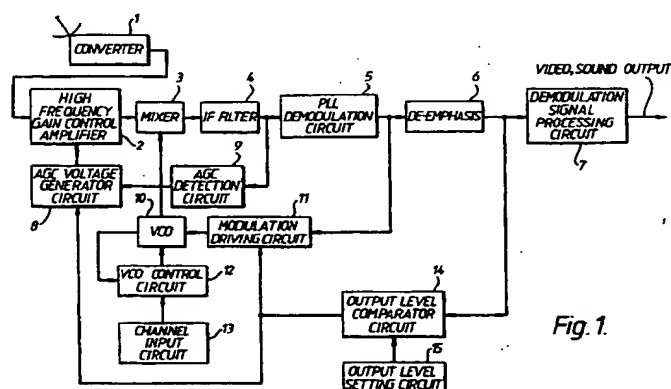 1
CONVERTER
HIGH
FREQUENCY
GAIN CONTROL
AMPLIFIER
2
3
MIXER
4
IF FILTER
5
PLL
DEMODULATION
CIRCUIT
6
DE-EMPHASIS
VIDEO, SOUND OUTPUT
DEMODULATION
SIGNAL
PROCESSING
CIRCUIT
7
AGC VOLTAGE
GENERATOR
CIRCUIT
8
9
AGC
DETECTION
CIRCUIT
10
VCO
11
MODULATION
DRIVING CIRCUIT
VCO CONTROL
CIRCUIT
12
CHANNEL
INPUT
CIRCUIT
13
14
OUTPUT LEVEL
COMPARATOR
CIRCUIT
15
OUTPUT LEVEL
SETTING CIRCUIT
Fig.1.